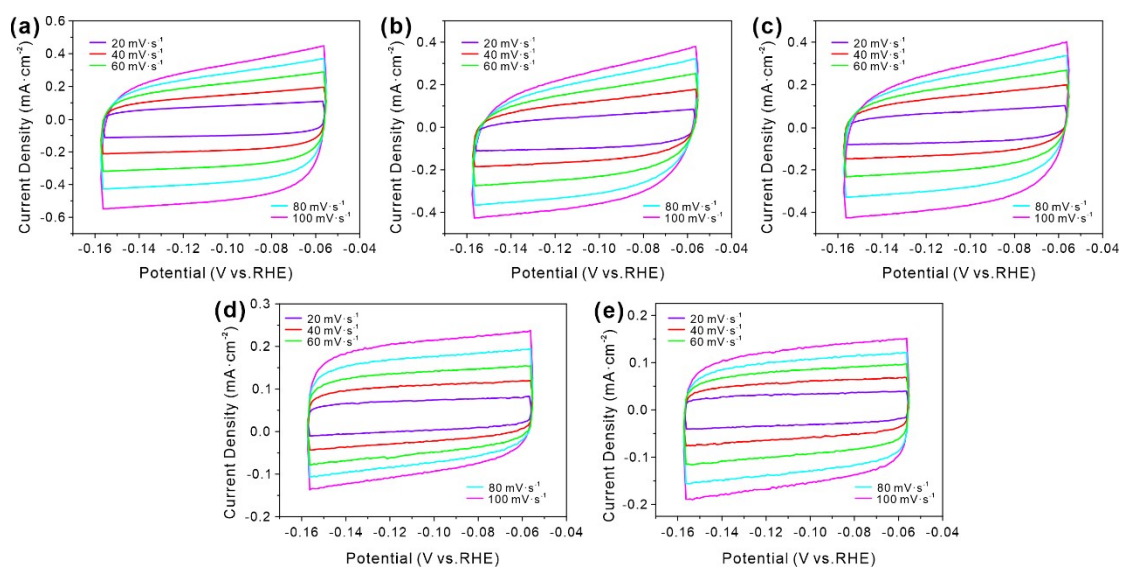 (a)
0.6
0.4
0.2
0.0
-0.2
-0.4
-0.6
Current Density (mA·cm⁻²)
20 mV·s⁻¹
40 mV·s⁻¹
60 mV·s⁻¹
80 mV·s⁻¹
100 mV·s⁻¹
-0.16 -0.14 -0.12 -0.10 -0.08 -0.06 -0.04
Potential (V vs.RHE)
(b)
0.4
0.2
0.0
-0.2
-0.4
Current Density (mA·cm⁻²)
20 mV·s⁻¹
40 mV·s⁻¹
60 mV·s⁻¹
80 mV·s⁻¹
100 mV·s⁻¹
-0.16 -0.14 -0.12 -0.10 -0.08 -0.06 -0.04
Potential (V vs.RHE)
(c)
0.4
0.2
0.0
-0.2
-0.4
Current Density (mA·cm⁻²)
20 mV·s⁻¹
40 mV·s⁻¹
60 mV·s⁻¹
80 mV·s⁻¹
100 mV·s⁻¹
-0.16 -0.14 -0.12 -0.10 -0.08 -0.06 -0.04
Potential (V vs.RHE)
(d)
0.3
0.2
0.1
0.0
-0.1
-0.2
Current Density (mA·cm⁻²)
20 mV·s⁻¹
40 mV·s⁻¹
60 mV·s⁻¹
80 mV·s⁻¹
100 mV·s⁻¹
-0.16 -0.14 -0.12 -0.10 -0.08 -0.06 -0.04
Potential (V vs.RHE)
(e)
0.2
0.1
0.0
-0.1
-0.2
Current Density (mA·cm⁻²)
20 mV·s⁻¹
40 mV·s⁻¹
60 mV·s⁻¹
80 mV·s⁻¹
100 mV·s⁻¹
-0.16 -0.14 -0.12 -0.10 -0.08 -0.06 -0.04
Potential (V vs.RHE)